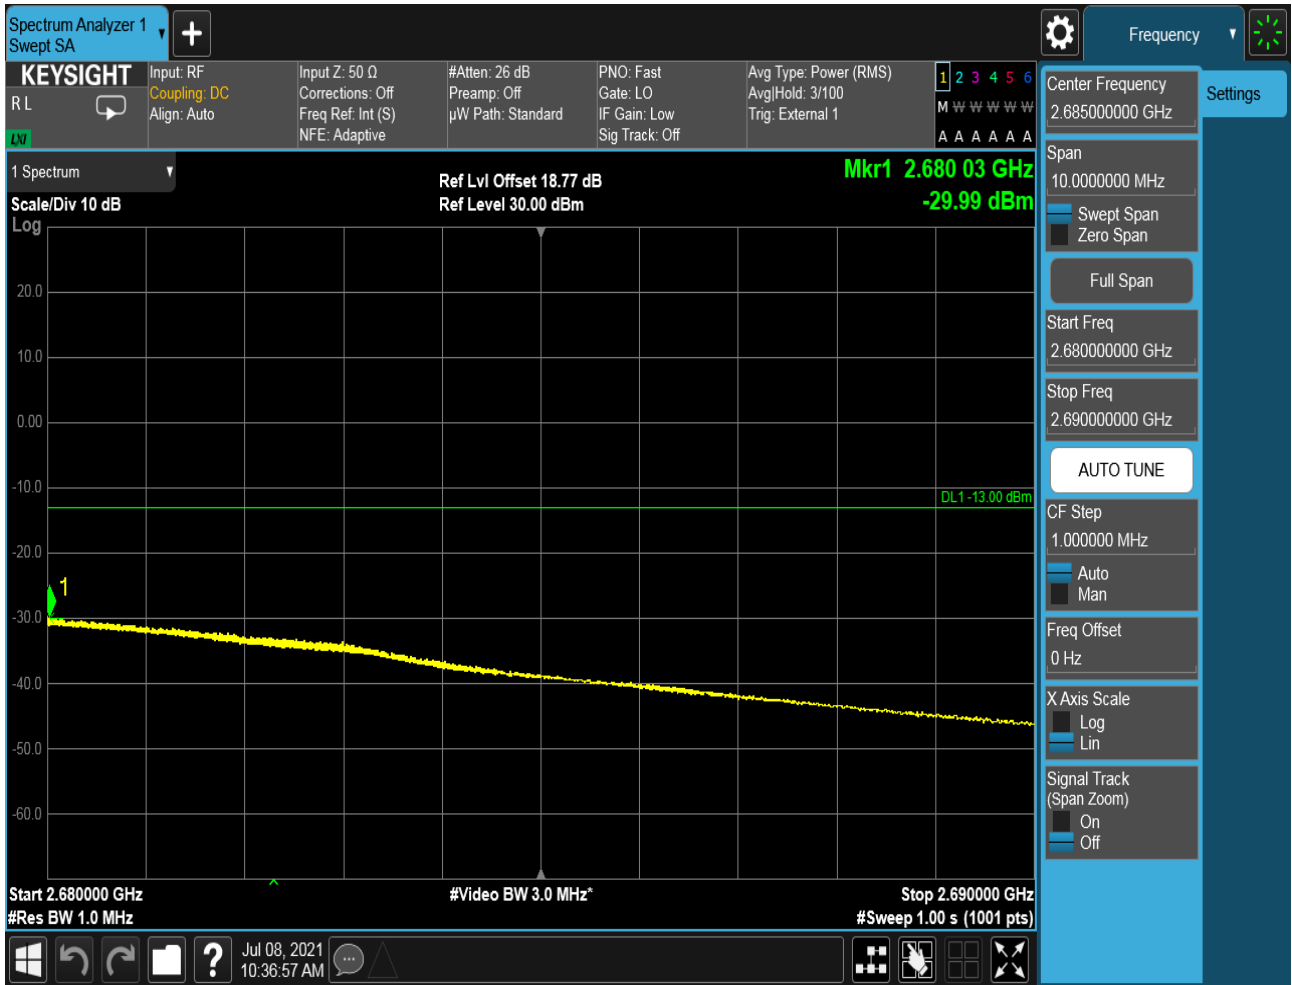 Spectrum Analyzer 1
Swept SA
Frequency
KEYSIGHT
R L
LXI
Input: RF
Coupling: DC
Align: Auto
Input Z: 50 Ω
Corrections: Off
Freq Ref: Int (S)
NFE: Adaptive
#Atten: 26 dB
Preamp: Off
µW Path: Standard
PNO: Fast
Gate: LO
IF Gain: Low
Sig Track: Off
Avg Type: Power (RMS)
Avg|Hold: 3/100
Trig: External 1
1 2 3 4 5 6
M W W W W W
A A A A A A
1 Spectrum
Scale/Div 10 dB
Log
Ref Lvl Offset 18.77 dB
Ref Level 30.00 dBm
Mkr1 2.680 03 GHz
-29.99 dBm
20.0
10.0
0.00
-10.0
DL1 -13.00 dBm
-20.0
1
-30.0
-40.0
-50.0
-60.0
Start 2.680000 GHz
#Res BW 1.0 MHz
#Video BW 3.0 MHz*
Stop 2.690000 GHz
#Sweep 1.00 s (1001 pts)
Center Frequency
2.685000000 GHz
Settings
Span
10.0000000 MHz
Swept Span
Zero Span
Full Span
Start Freq
2.680000000 GHz
Stop Freq
2.690000000 GHz
AUTO TUNE
CF Step
1.000000 MHz
Auto
Man
Freq Offset
0 Hz
X Axis Scale
Log
Lin
Signal Track
(Span Zoom)
On
Off
?
Jul 08, 2021
10:36:57 AM